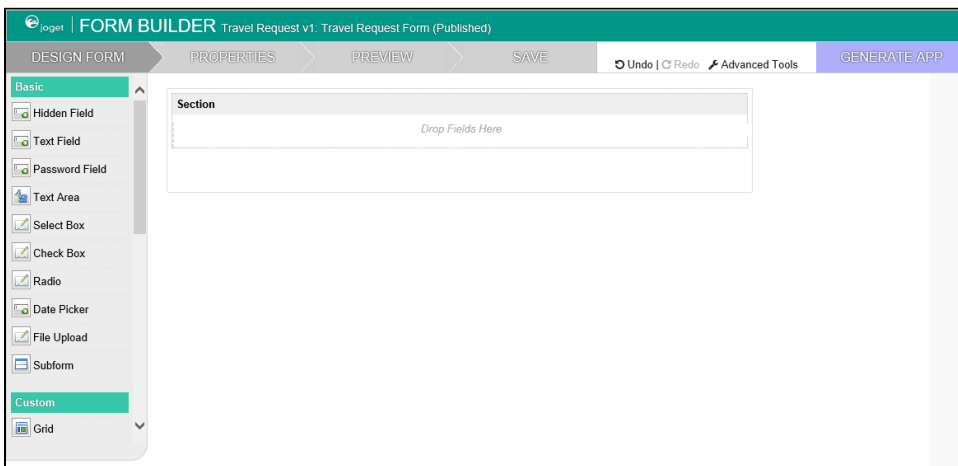 joget | FORM BUILDER Travel Request v1: Travel Request Form (Published)
DESIGN FORM PROPERTIES PREVIEW SAVE Undo | Redo Advanced Tools GENERATE APP
Basic
Hidden Field
Text Field
Password Field
Text Area
Select Box
Check Box
Radio
Date Picker
File Upload
Subform
Custom
Grid
Section
Drop Fields Here